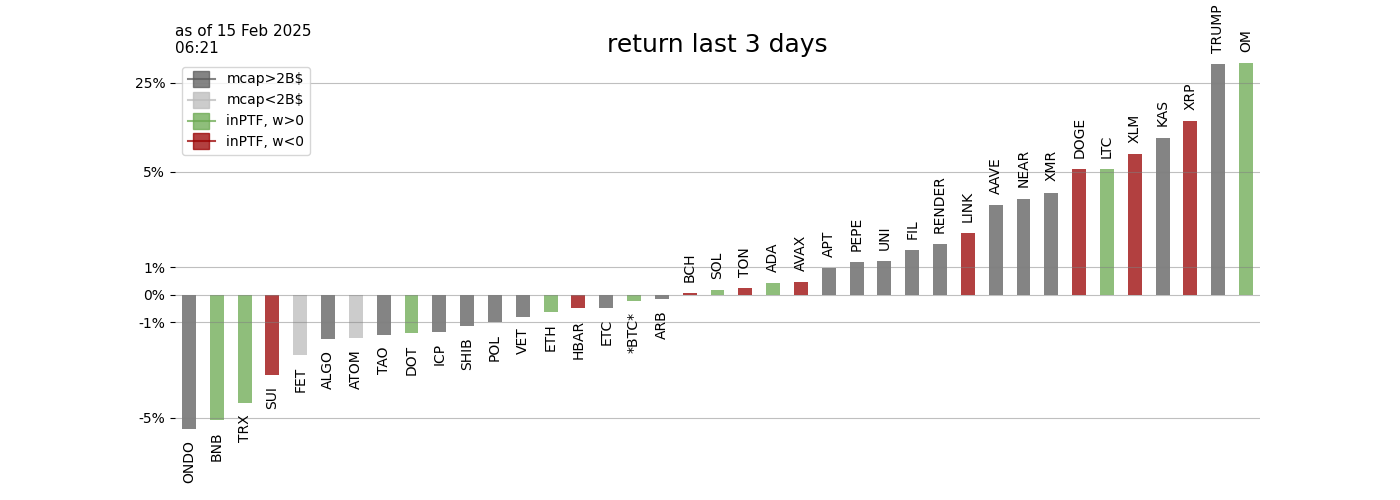 as of 15 Feb 2025
06:21
return last 3 days
mcap>2B$
mcap<2B$
inPTF, w>0
inPTF, w<0
25%
5%
1%
0%
-1%
-5%
ONDO
BNB
TRX
SUI
FET
ALGO
ATOM
TAO
DOT
ICP
SHIB
POL
VET
ETH
HBAR
ETC
*BTC*
ARB
BCH
SOL
TON
ADA
AVAX
APT
PEPE
UNI
FIL
RENDER
LINK
AAVE
NEAR
XMR
DOGE
LTC
XLM
KAS
XRP
TRUMP
OM